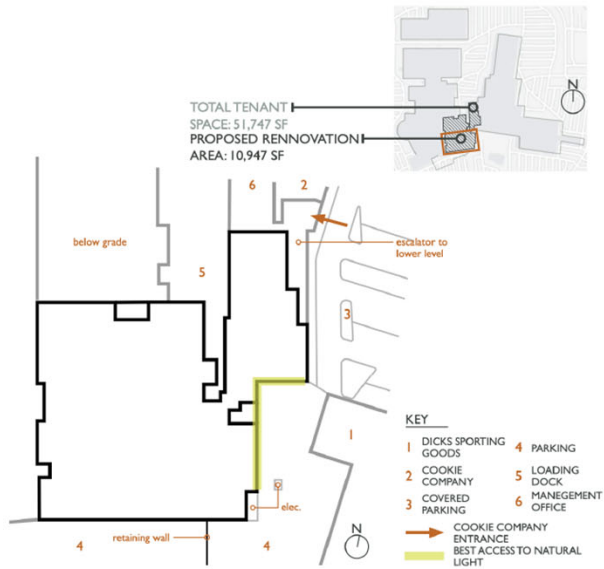 N
TOTAL TENANT
SPACE: 51,747 SF
PROPOSED RENNOVATION
AREA: 10,947 SF
6
2
below grade
escalator to
lower level
5
3
1
elec.
retaining wall
4
4
N
KEY
1 DICKS SPORTING
GOODS
2 COOKIE
COMPANY
3 COVERED
PARKING
4 PARKING
5 LOADING
DOCK
6 MANEGEMENT
OFFICE
COOKIE COMPANY
ENTRANCE
BEST ACCESS TO NATURAL
LIGHT